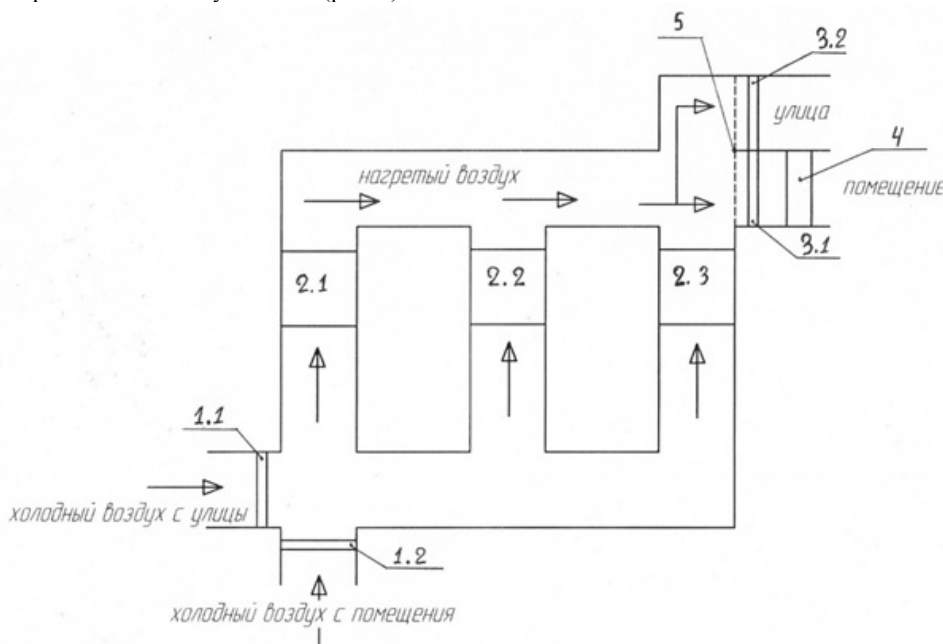 5
3.2
улица
4
нагретый воздух
помещение
3.1
2.1
2.2
2.3
1.1
холодный воздух с улицы
1.2
холодный воздух с помещения